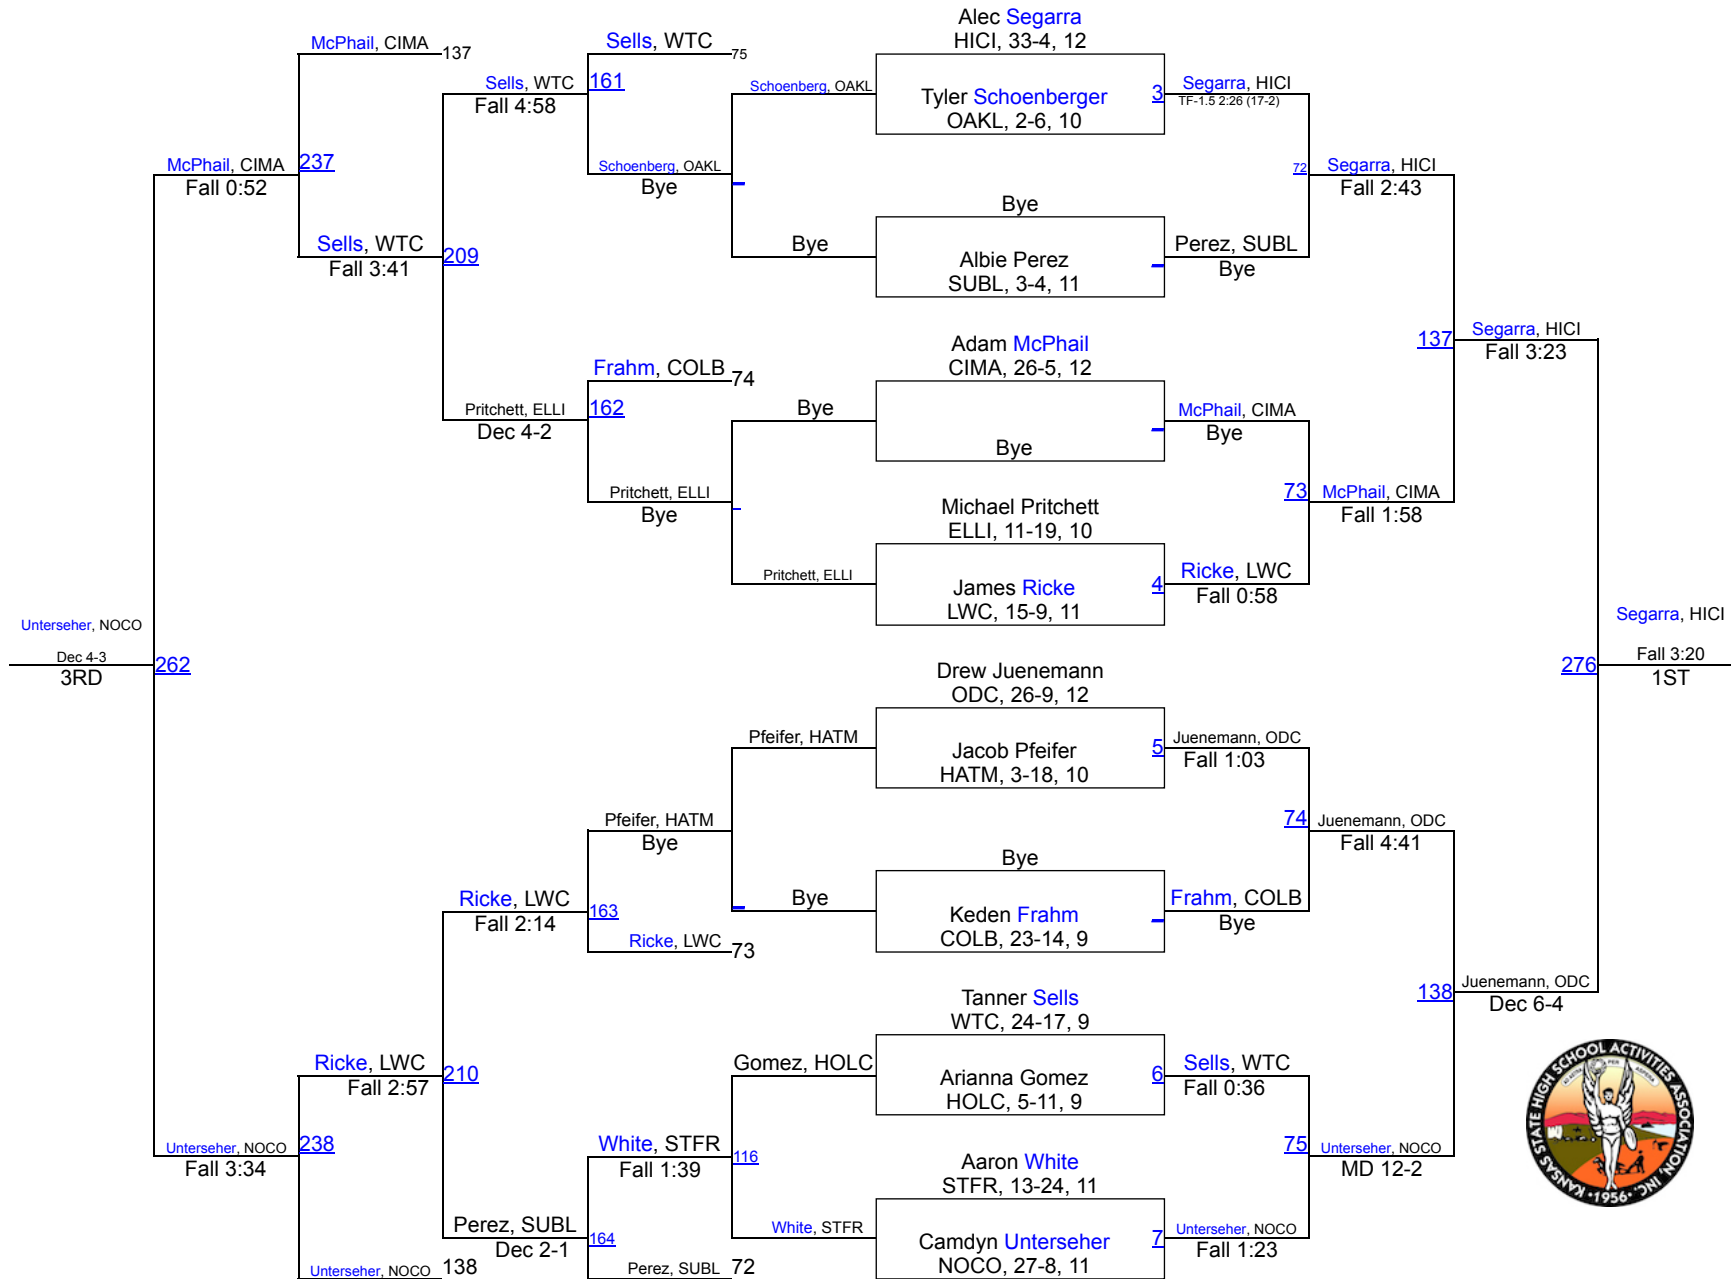 Alec Segarra
HICI, 33-4, 12
McPhail, CIMA
137
Sells, WTC
75
Sells, WTC
Fall 4:58
161
Schoenberg, OAKL
Tyler Schoenberger
OAKL, 2-6, 10
3
Segarra, HICI
TF-1.5 2:26 (17-2)
McPhail, CIMA
Fall 0:52
237
Schoenberg, OAKL
Bye
72
Segarra, HICI
Fall 2:43
Bye
Sells, WTC
Fall 3:41
209
Bye
Albie Perez
SUBL, 3-4, 11
Perez, SUBL
Bye
Adam McPhail
CIMA, 26-5, 12
137
Segarra, HICI
Fall 3:23
Frahm, COLB
74
Pritchett, ELLI
Dec 4-2
162
Bye
Bye
McPhail, CIMA
Bye
Pritchett, ELLI
Bye
Michael Pritchett
ELLI, 11-19, 10
73
McPhail, CIMA
Fall 1:58
Pritchett, ELLI
James Ricke
LWC, 15-9, 11
4
Ricke, LWC
Fall 0:58
Unterseher, NOCO
Dec 4-3
3RD
262
Segarra, HICI
276
Fall 3:20
1ST
Drew Juenemann
ODC, 26-9, 12
Pfeifer, HATM
Jacob Pfeifer
HATM, 3-18, 10
5
Juenemann, ODC
Fall 1:03
Pfeifer, HATM
Bye
74
Juenemann, ODC
Fall 4:41
Bye
Ricke, LWC
Fall 2:14
163
Bye
Keden Frahm
COLB, 23-14, 9
Frahm, COLB
Bye
Ricke, LWC
73
Tanner Sells
WTC, 24-17, 9
138
Juenemann, ODC
Dec 6-4
Ricke, LWC
Fall 2:57
210
Gomez, HOLC
Arianna Gomez
HOLC, 5-11, 9
6
Sells, WTC
Fall 0:36
Unterseher, NOCO
Fall 3:34
238
White, STFR
Fall 1:39
116
Aaron White
STFR, 13-24, 11
75
Unterseher, NOCO
MD 12-2
Perez, SUBL
Dec 2-1
164
White, STFR
Camdyn Unterseher
NOCO, 27-8, 11
7
Unterseher, NOCO
Fall 1:23
Unterseher, NOCO
138
Perez, SUBL
72
KANSAS STATE HIGH SCHOOL ACTIVITIES ASSOCIATION, INC.
•1956•